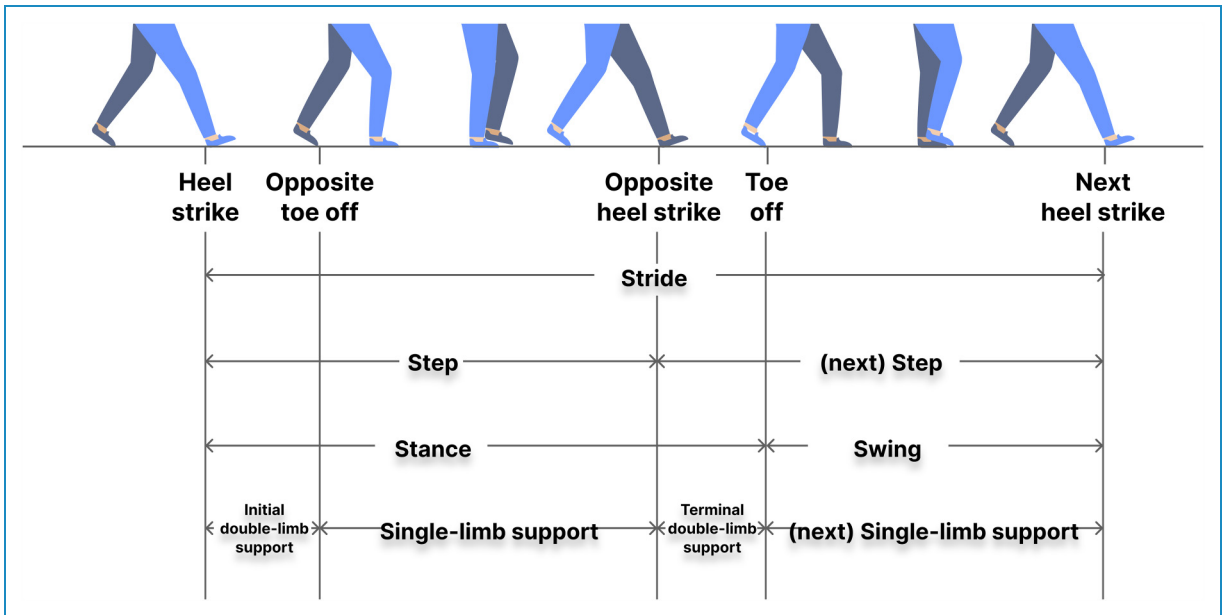 Heel
strike
Opposite
toe off
Opposite
heel strike
Toe
off
Next
heel strike
Stride
Step
(next) Step
Stance
Swing
Initial
double-limb
support
Single-limb support
Terminal
double-limb
support
(next) Single-limb support